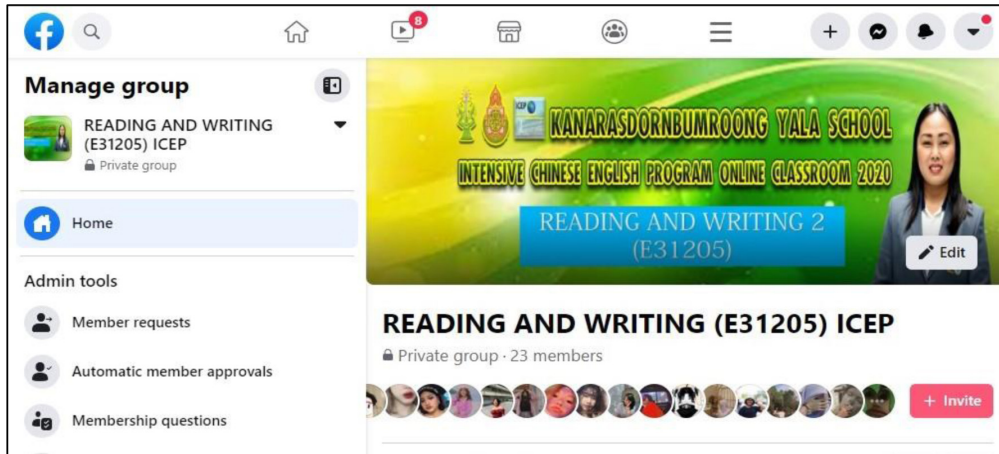 8
Manage group
READING AND WRITING
(E31205) ICEP
Private group
Home
Admin tools
Member requests
Automatic member approvals
Membership questions
ICEP
KANARASDORNBUMROONG YALA SCHOOL
INTENSIVE CHINESE ENGLISH PROGRAM ONLINE CLASSROOM 2020
READING AND WRITING 2
(E31205)
Edit
READING AND WRITING (E31205) ICEP
Private group · 23 members
+ Invite